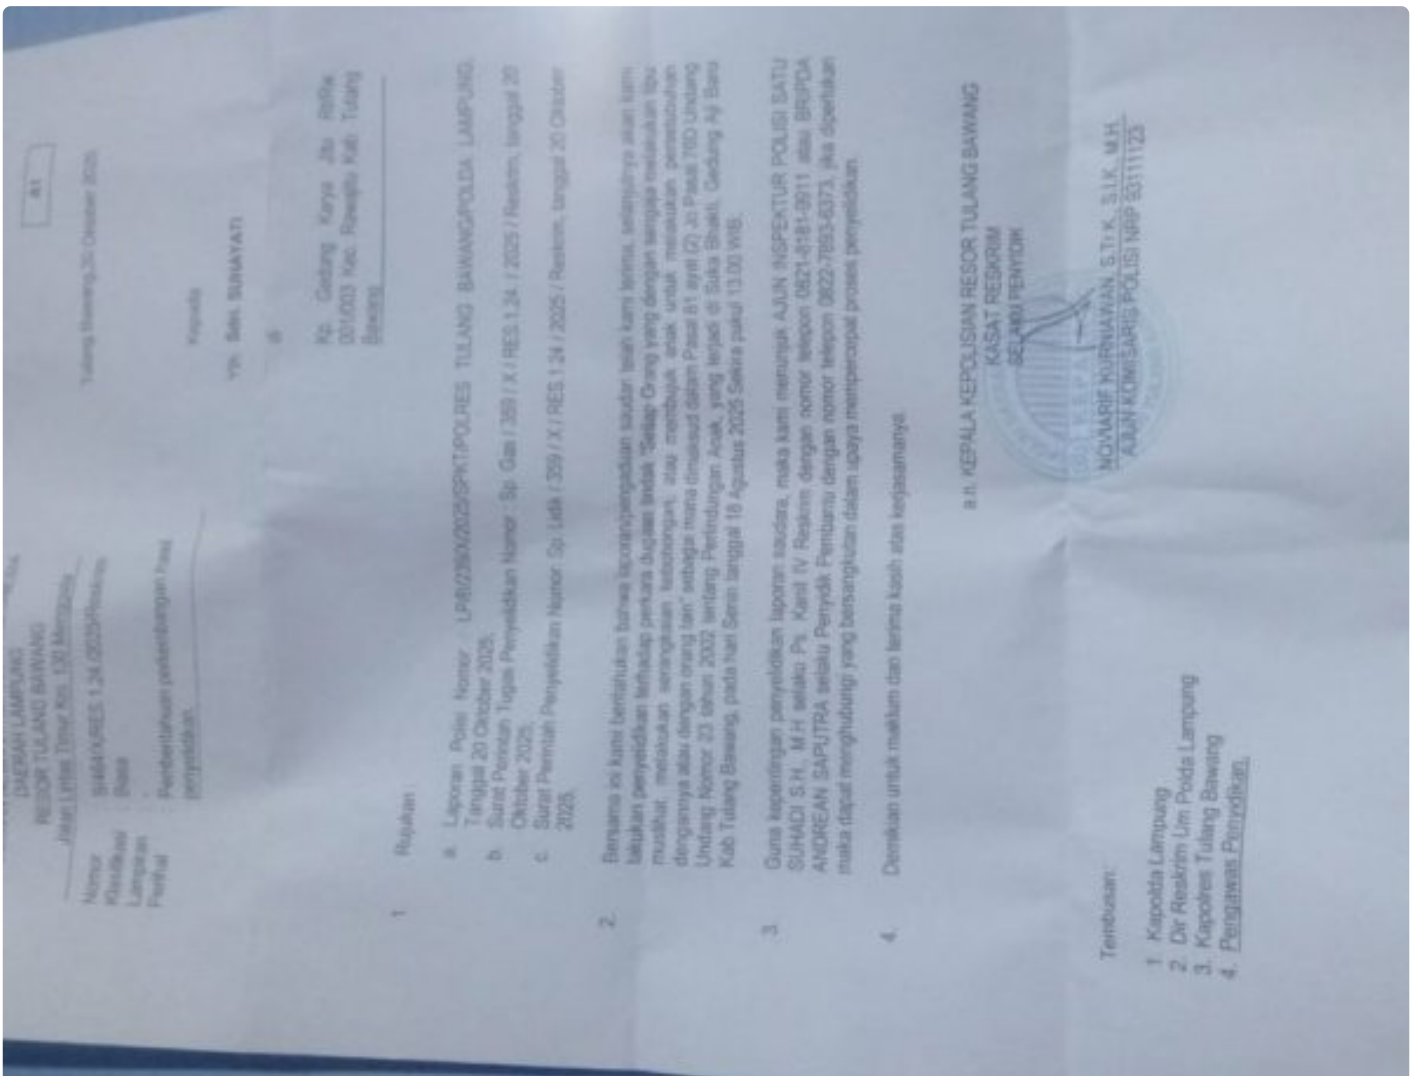 DAERAH LAMPUNG
RESOR TULANG BAWANG
Jalan Lintas Timur Km. 130 Menggala
A1
Tulang Bawang, 20 Oktober 2025
Nomor : /RES.1.24./2025/Reskrim
Klasifikasi : Biasa
Lampiran : -
Perihal : Pemberitahuan perkembangan hasil
penyelidikan.
Kepada
Yth. Sdri. SUHAYATI
di
Kp. Gedung Karya Jitu Rt/Rw
001/003 Kec. Rawajitu Kab. Tulang
Bawang
1. Rujukan
a. Laporan Polisi Nomor : /SPKT/POLRES TULANG BAWANG/POLDA LAMPUNG,
Tanggal 20 Oktober 2025;
b. Surat Perintah Tugas Penyelidikan Nomor: Sp. Gas / 359 / X / RES.1.24. / 2025 / Reskrim, tanggal 20
Oktober 2025;
c. Surat Perintah Penyelidikan Nomor: Sp. Lidik / 359 / X / RES.1.24 / 2025 / Reskrim, tanggal 20 Oktober
2025.
2. Bersama ini kami beritahukan bahwa laporan/pengaduan saudari telah kami terima, selanjutnya akan kami
lakukan penyelidikan terhadap perkara dugaan tindak "Setiap Orang yang dengan sengaja melakukan tipu
muslihat, melakukan serangkaian kebohongan, atau membujuk anak untuk melakukan persetubuhan
dengannya atau dengan orang lain" sebagai mana dimaksud dalam Pasal 81 ayat (2) Jo Pasal 76D Undang
Undang Nomor 23 tahun 2002 tentang Perlindungan Anak, yang terjadi di Suka Bhakti, Gedung Aji Baru
Kab Tulang Bawang, pada hari Senin tanggal 18 Agustus 2025 Sekira pukul 13.00 WIB.
3. Guna kepentingan penyelidikan laporan saudara, maka kami menunjuk AJUN INSPEKTUR POLISI SATU
SUHADI S.H., M.H selaku Ps. Kanit IV Reskrim dengan nomor telepon 0821-8181-0911 atau BRIPDA
ANDREAN SAPUTRA selaku Penyidik Pembantu dengan nomor telepon 0822-7893-6373, jika diperlukan
maka dapat menghubungi yang bersangkutan dalam upaya mempercepat proses penyelidikan.
4. Demikian untuk maklum dan terima kasih atas kerjasamanya.
a.n. KEPALA KEPOLISIAN RESOR TULANG BAWANG
KASAT RESKRIM
SELAKU PENYIDIK
NOVIARIF KURNIAWAN, S.Tr.K., S.I.K., M.H.
AJUN KOMISARIS POLISI NRP 93111123
Tembusan:
1. Kapolda Lampung
2. Dir Reskrim Um Polda Lampung
3. Kapolres Tulang Bawang
4. Pengawas Penyidikan.